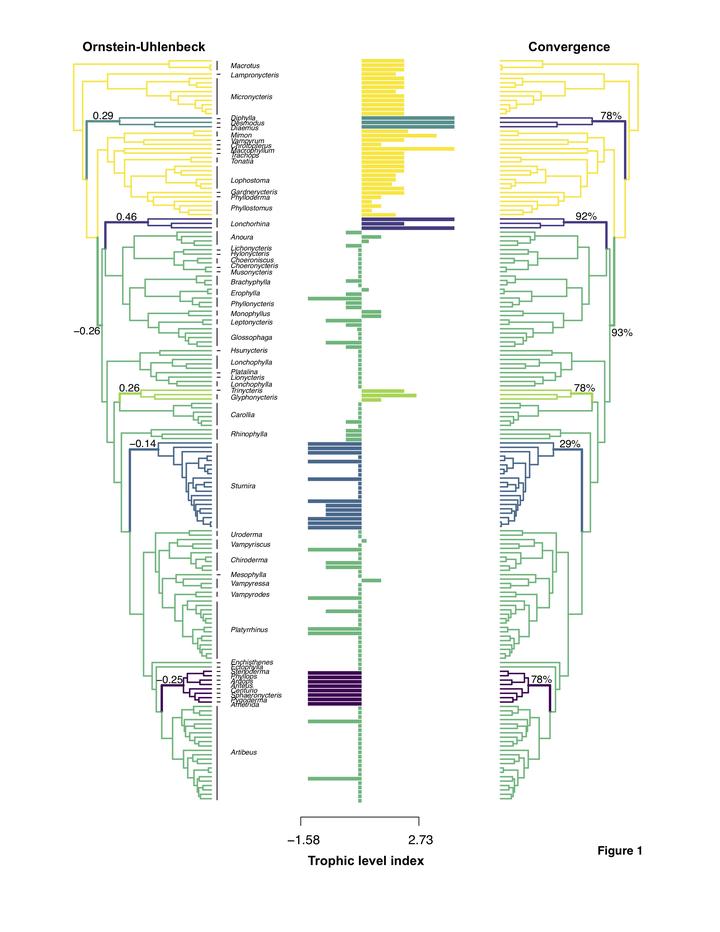 Ornstein-Uhlenbeck
Convergence
Macrotus
Lampronycteris
Micronycteris
0.29
Diphylla
78%
Desmodus
Diaemus
Mimon
Vampyrum
Chrotopterus
Macrophyllum
Trachops
Tonatia
Lophostoma
Gardnerycteris
Phylloderma
Phyllostomus
0.46
92%
Lonchorhina
Anoura
Lichonycteris
Hylonycteris
Choeroniscus
Choeronycteris
Musonycteris
Brachyphylla
Erophylla
Phyllonycteris
Monophyllus
Leptonycteris
−0.26
93%
Glossophaga
Hsunycteris
Lonchophylla
Platalina
Lionycteris
Lonchophylla
0.26
Trinycteris
78%
Glyphonycteris
Carollia
Rhinophylla
−0.14
29%
Sturnira
Uroderma
Vampyriscus
Chiroderma
Mesophylla
Vampyressa
Vampyrodes
Platyrrhinus
Enchisthenes
Ectophylla
Stenoderma
Phyllops
−0.25
78%
Ardops
Ariteus
Centurio
Sphaeronycteris
Pygoderma
Ametrida
Artibeus
−1.58
2.73
Trophic level index
Figure 1